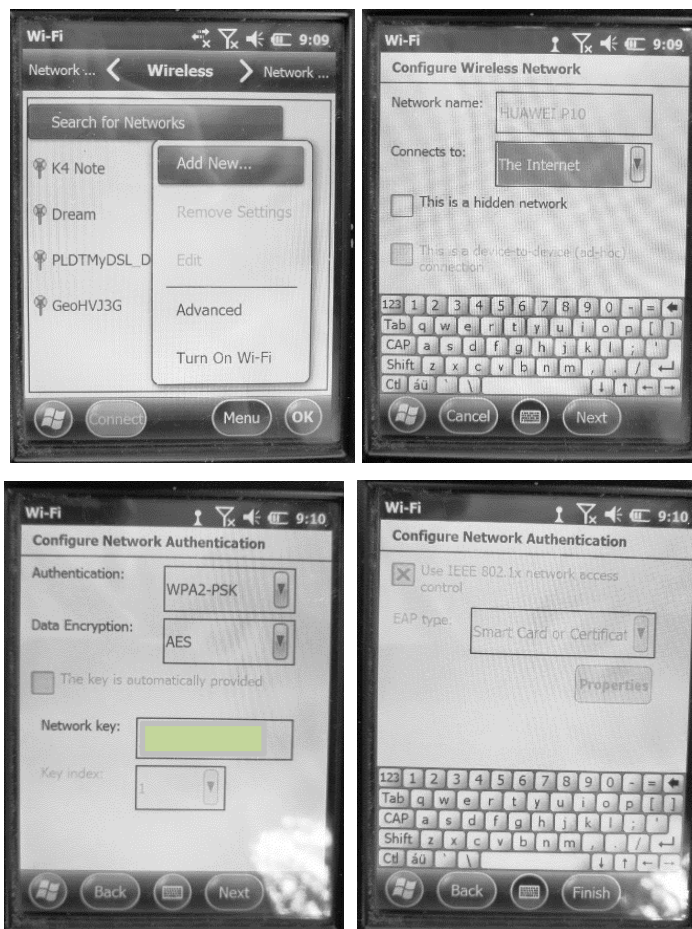 Wi-Fi 9:09
Network ... Wireless Network ...
Search for Networks
K4 Note
Dream
PLDTMyDSL_D
GeoHVJ3G
Add New...
Remove Settings
Edit
Advanced
Turn On Wi-Fi
Connect Menu OK
Wi-Fi 9:09
Configure Wireless Network
Network name: HUAWEI P10
Connects to: The Internet
This is a hidden network
This is a device-to-device (ad-hoc)
connection
123 1 2 3 4 5 6 7 8 9 0 - =
Tab q w e r t y u i o p [ ]
CAP a s d f g h j k l ; '
Shift z x c v b n m , . /
Ctl áü ` \
Cancel Next
Wi-Fi 9:10
Configure Network Authentication
Authentication: WPA2-PSK
Data Encryption: AES
The key is automatically provided
Network key:
Key index: 1
Back Next
Wi-Fi 9:10
Configure Network Authentication
Use IEEE 802.1x network access
control
EAP type: Smart Card or Certificat
Properties
123 1 2 3 4 5 6 7 8 9 0 - =
Tab q w e r t y u i o p [ ]
CAP a s d f g h j k l ; '
Shift z x c v b n m , . /
Ctl áü ` \
Back Finish